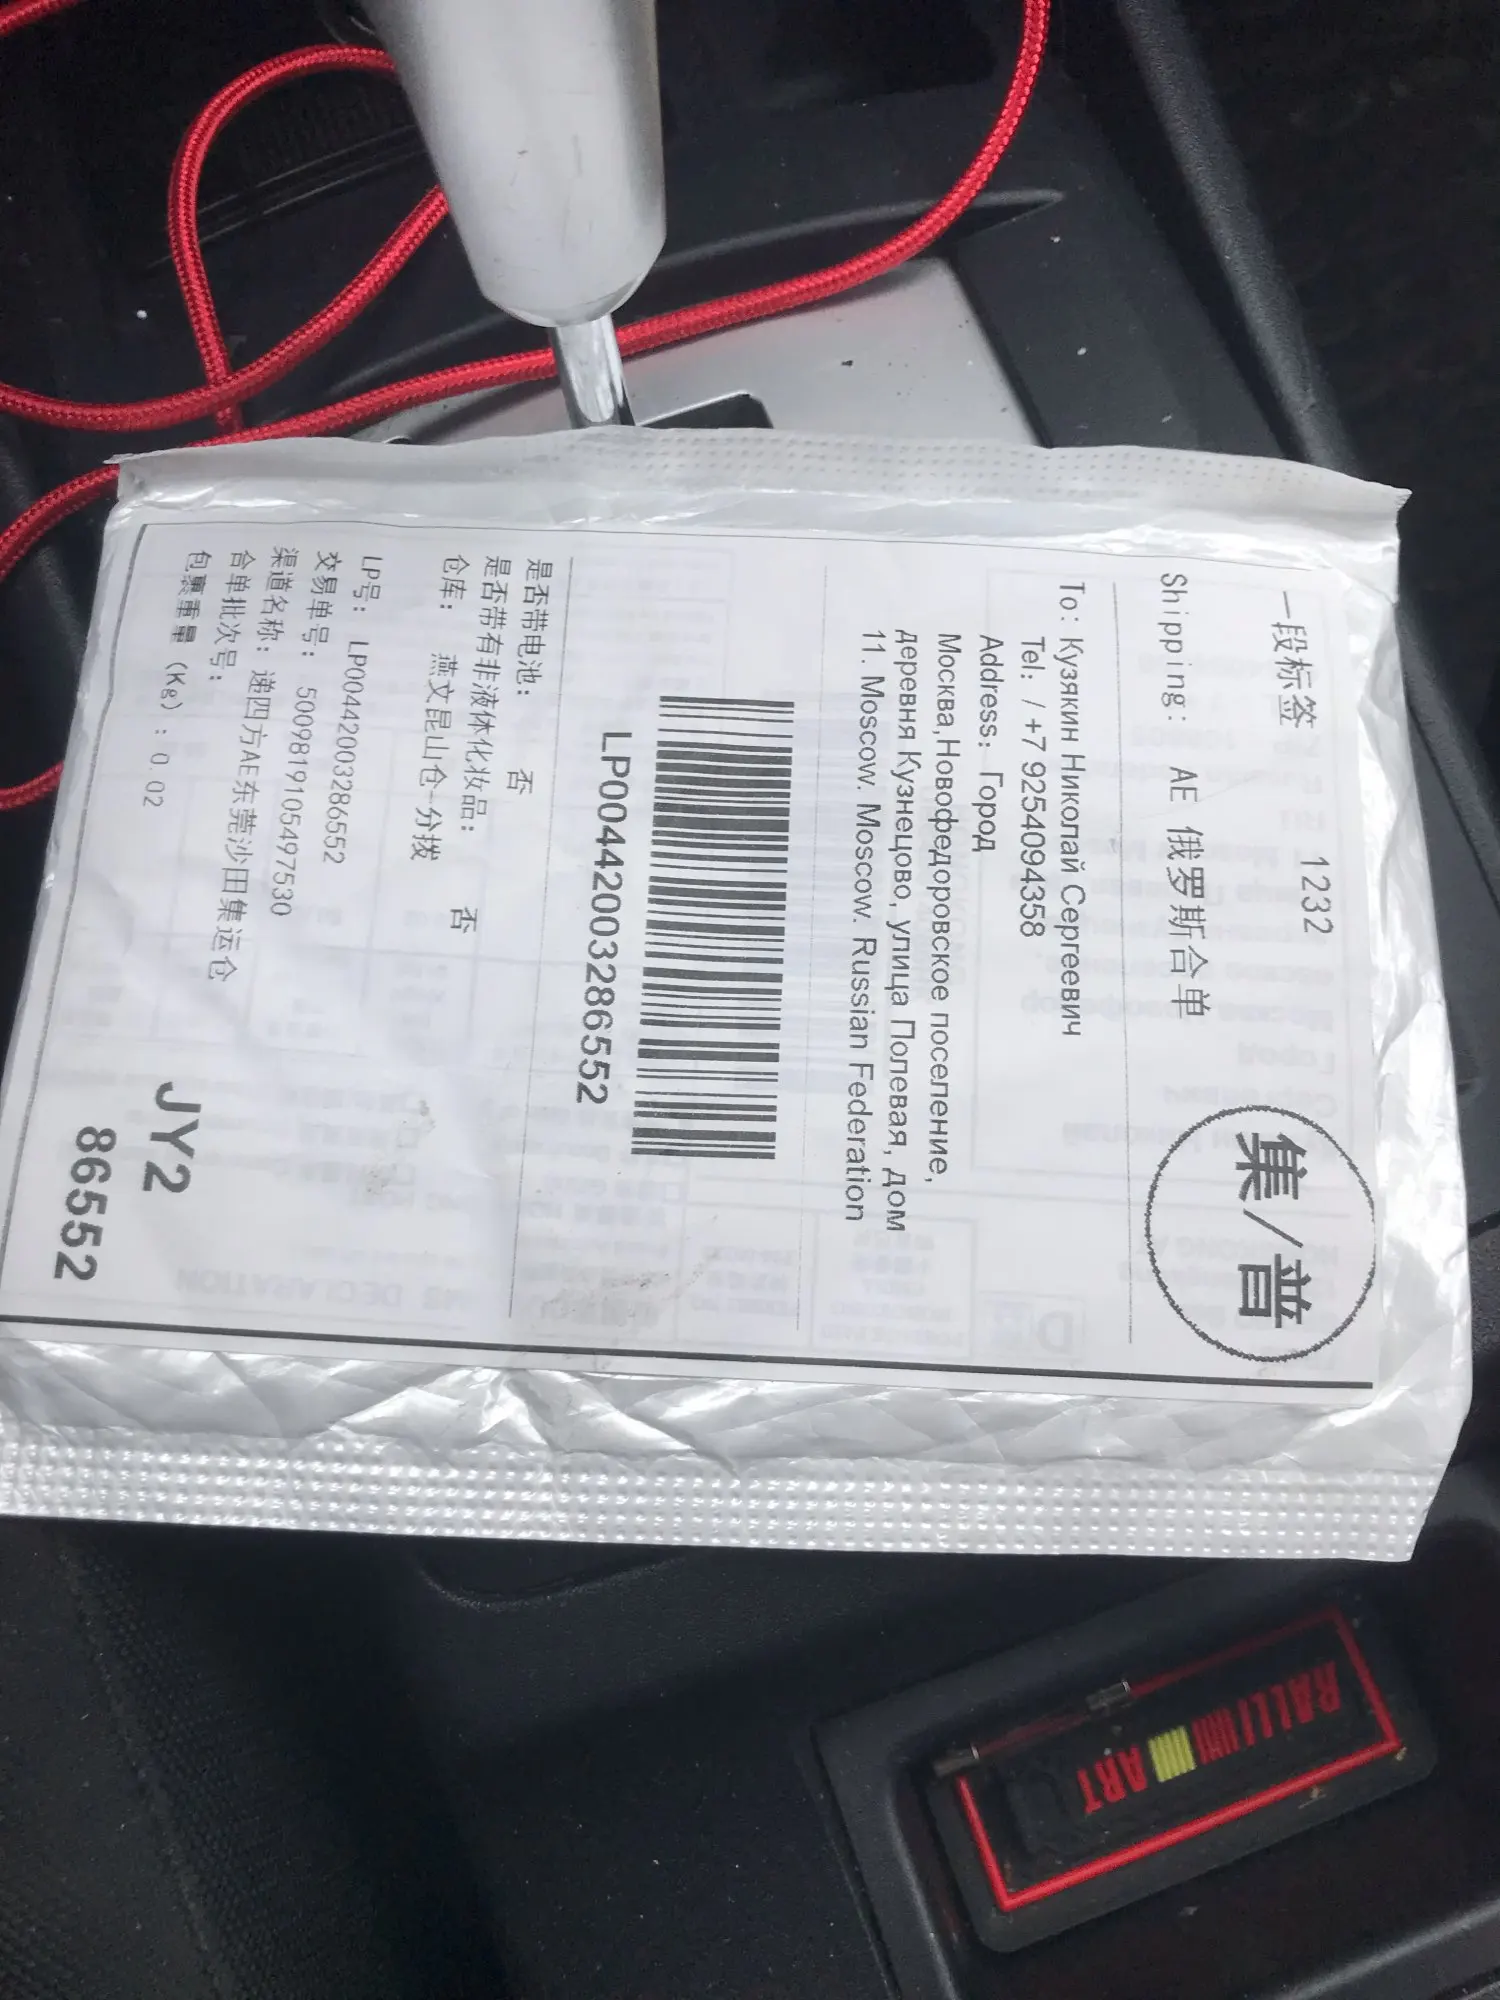 一段标签 1232
Shipping: AE 俄罗斯合单
集/普
To: Кузякин Николай Сергеевич
Tel: / +7 9254094358
Address: Город
Москва,Новофедоровское поселение,
деревня Кузнецово, улица Полевая, дом
11. Moscow. Moscow. Russian Federation
LP00442003286552
是否带电池: 否
是否带有非液体化妆品: 否
仓库: 燕文昆山仓-分拨
LP号: LP00442003286552
交易单号: 5009819105497530
渠道名称: 递四方AE东莞沙田集运仓
合单批次号:
包裹重量 (Kg): 0.02
JY2
86552
RALLI
ART